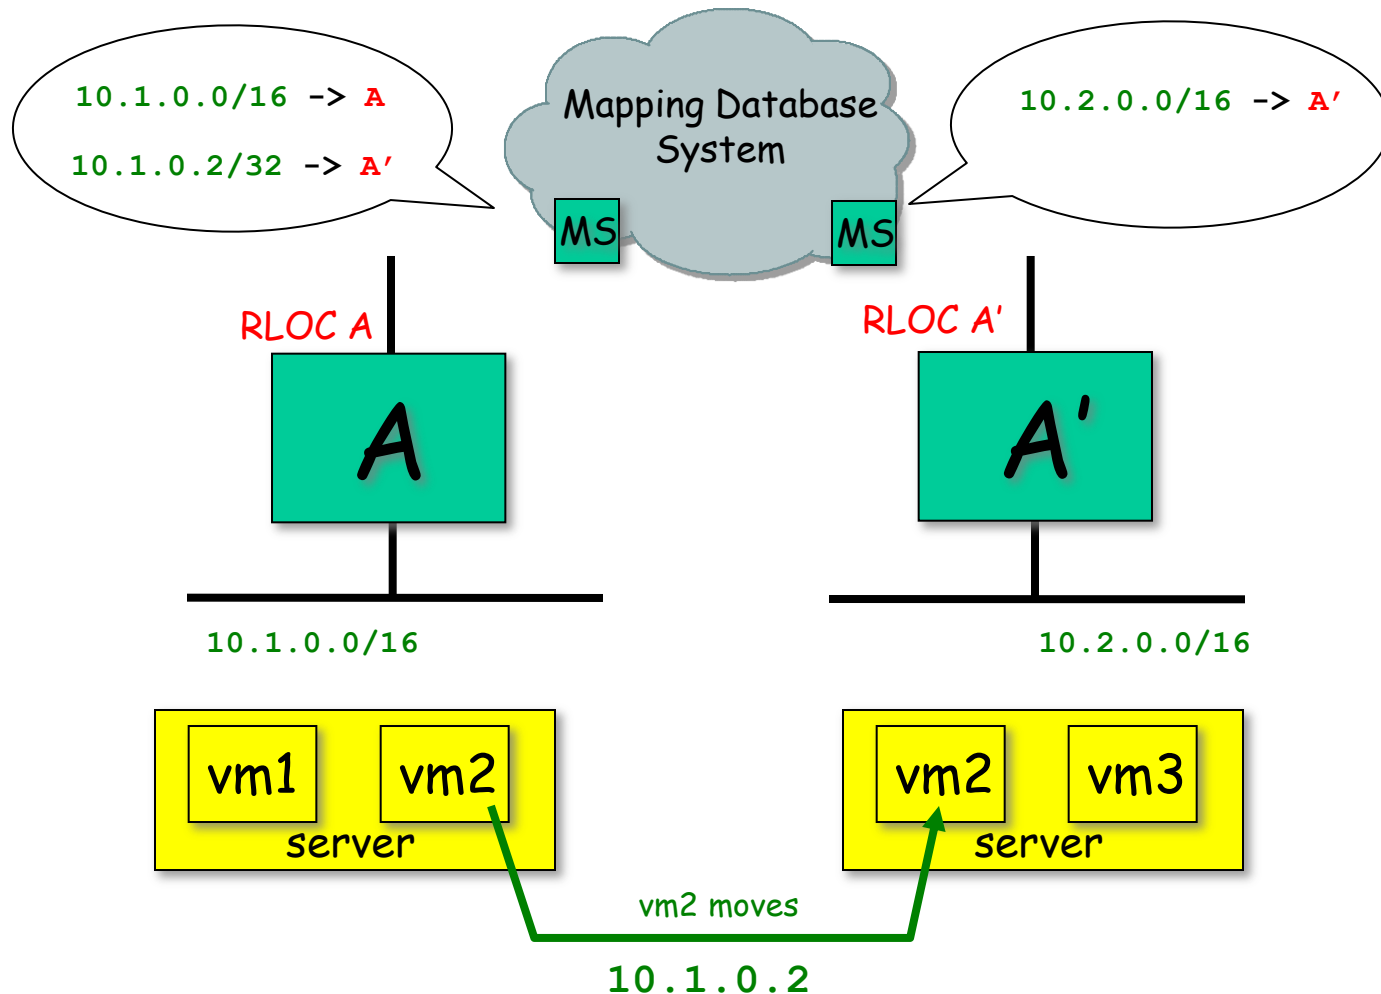 10.1.0.0/16 -> A
10.1.0.2/32 -> A'
Mapping Database
System
10.2.0.0/16 -> A'
MS
MS
RLOC A
RLOC A'
A
A'
10.1.0.0/16
10.2.0.0/16
vm1
vm2
server
vm2
vm3
server
vm2 moves
10.1.0.2